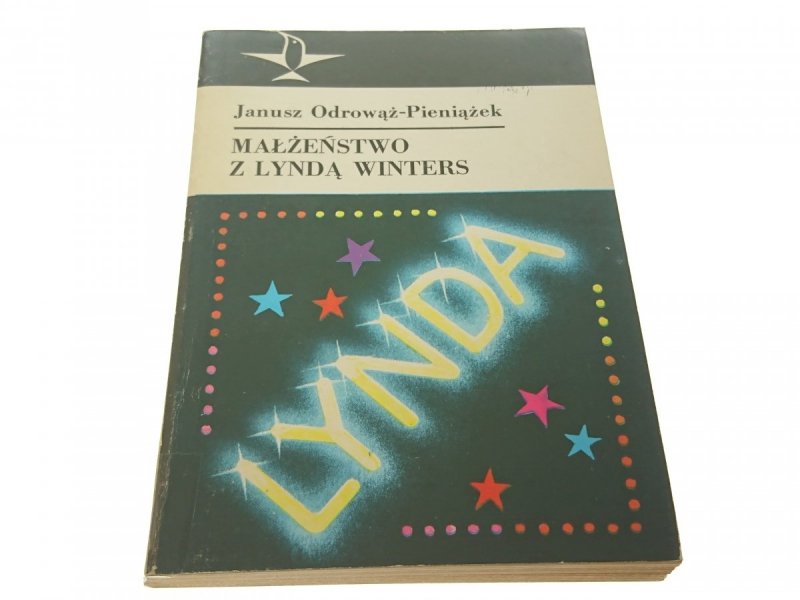 Janusz Odrowąż-Pieniążek
MAŁŻEŃSTWO
Z LYNDĄ WINTERS
LYNDA